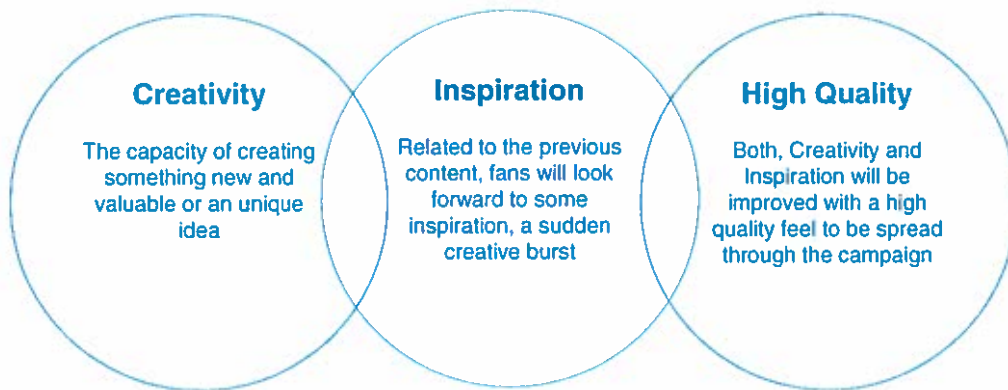 Creativity
The capacity of creating
something new and
valuable or an unique
idea
Inspiration
Related to the previous
content, fans will look
forward to some
inspiration, a sudden
creative burst
High Quality
Both, Creativity and
Inspiration will be
improved with a high
quality feel to be spread
through the campaign